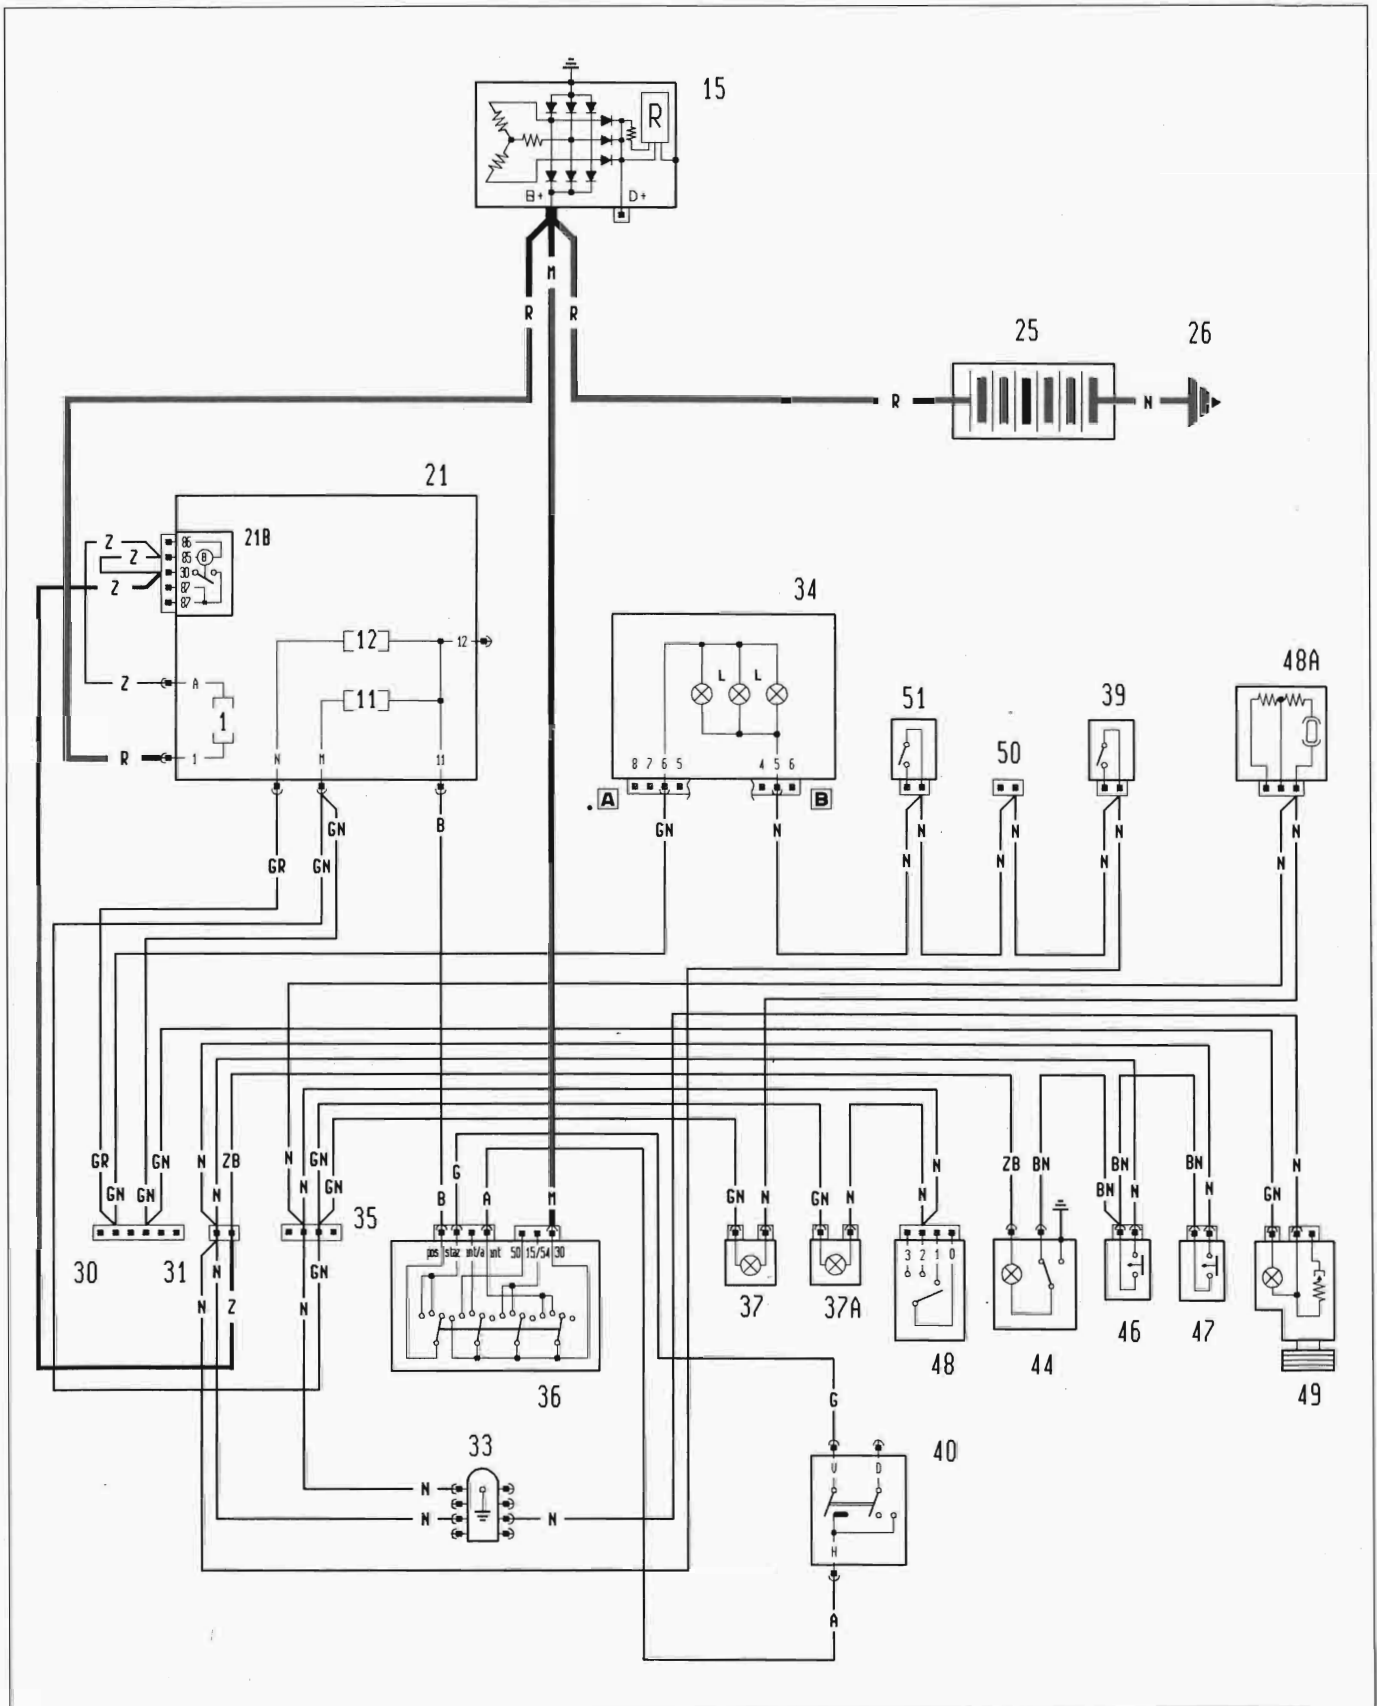 15
R
B+ D+
M
R R
25 26
R N
21
21B
Z 86
Z 85 8
30
Z 87
87
34
12 12
48A
Z A
11
L L
51 39
1
50
R 1 N M 11
8 7 6 5 4 5 6
A B
GN B GN N N N N N
GR GN N N N N
GR N ZB N GN ZB BN BN BN N
GN GN GN N N GN G N GN N
B A M GN N GN N N BN N N
35
30 31
pos staz int/a ant 50 15/54 30
3 2 1 0
N GN
N Z N
37 37A 48 44 46 47 49
36
G
33
40
N
V D
N N
H
A